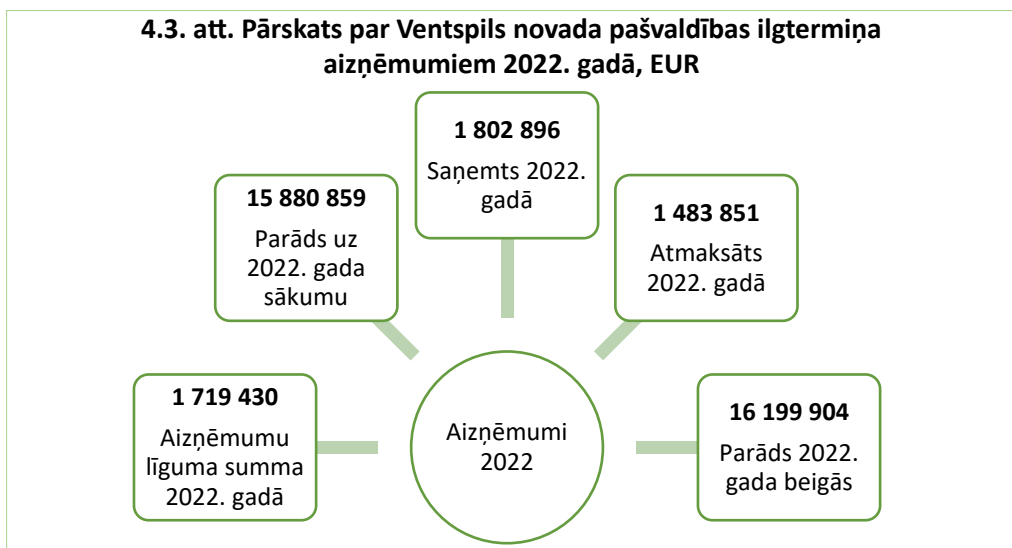 4.3. att. Pārskats par Ventspils novada pašvaldības ilgtermiņa
aizņēmumiem 2022. gadā, EUR
1 802 896
Saņemts 2022.
gadā
15 880 859
Parāds uz
2022. gada
sākumu
1 483 851
Atmaksāts
2022. gadā
1 719 430
Aizņēmumu
līguma summa
2022. gadā
Aizņēmumi
2022
16 199 904
Parāds 2022.
gada beigās